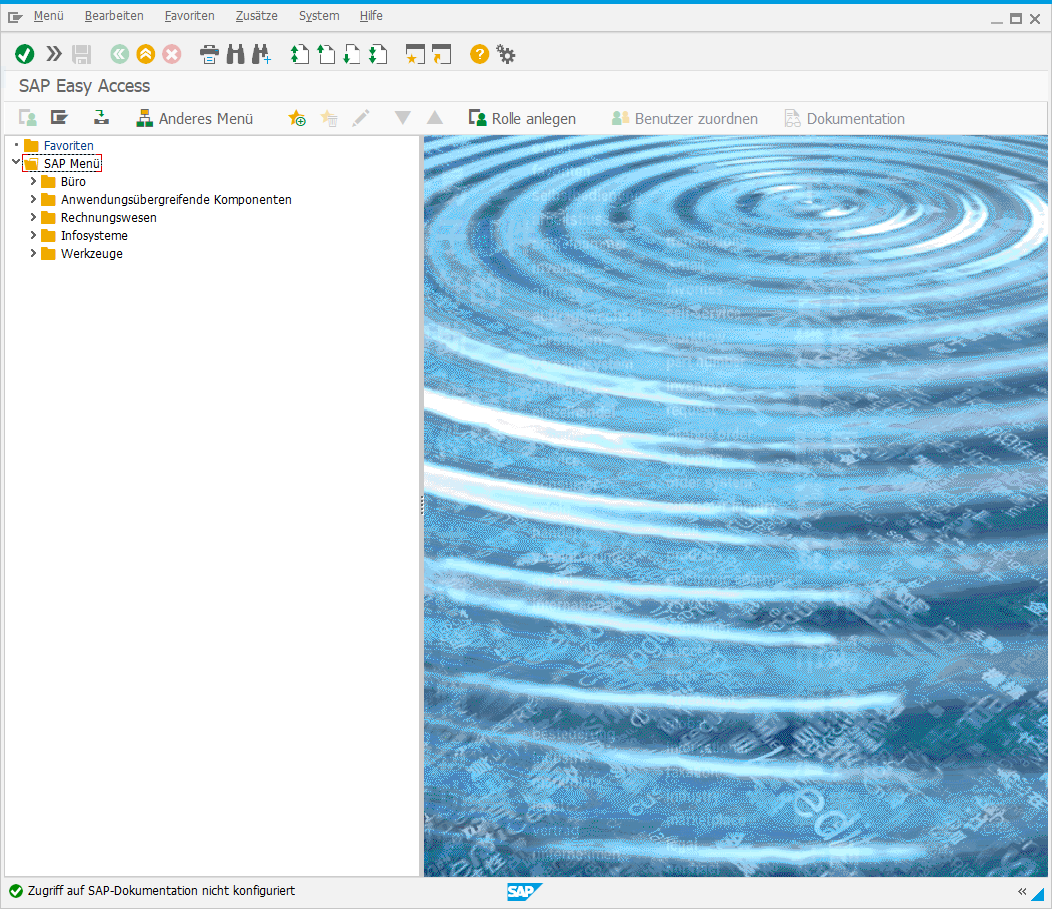 Menü Bearbeiten Favoriten Zusätze System Hilfe
SAP Easy Access
Anderes Menü Rolle anlegen Benutzer zuordnen Dokumentation
Favoriten
SAP Menü
Büro
Anwendungsübergreifende Komponenten
Rechnungswesen
Infosysteme
Werkzeuge
Zugriff auf SAP-Dokumentation nicht konfiguriert
SAP